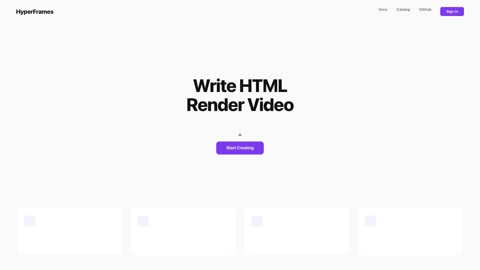 HyperFrames
Docs
Catalog
GitHub
Sign In
Write HTML
Render Video
Start Creating